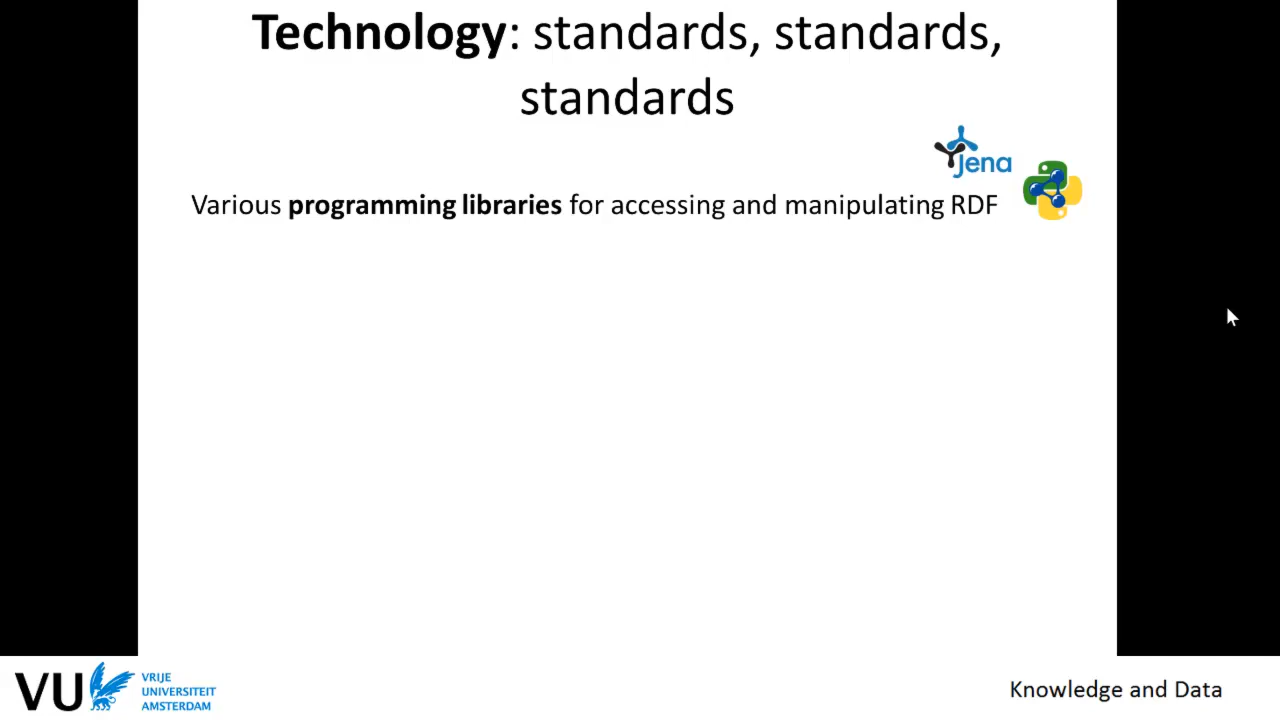 Technology: standards, standards,
standards
Jena
Various programming libraries for accessing and manipulating RDF
VU VRIJE
UNIVERSITEIT
AMSTERDAM
Knowledge and Data